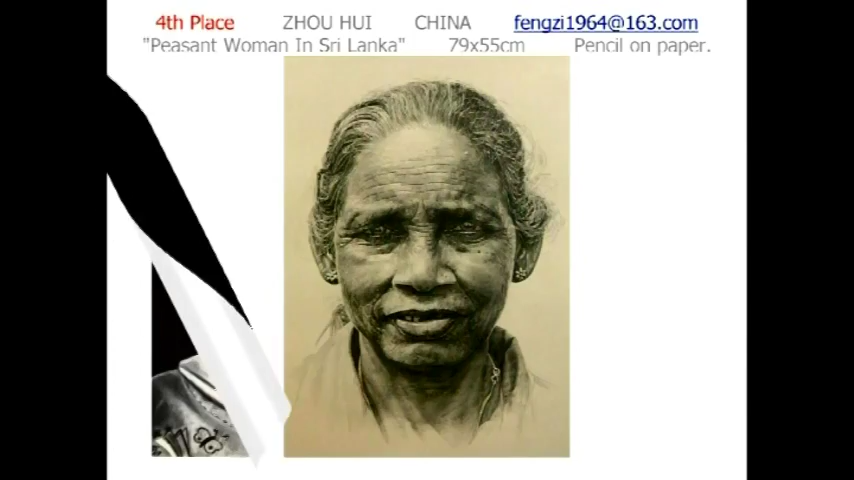 4th Place ZHOU HUI CHINA fengzi1964@163.com
"Peasant Woman In Sri Lanka" 79x55cm Pencil on paper.